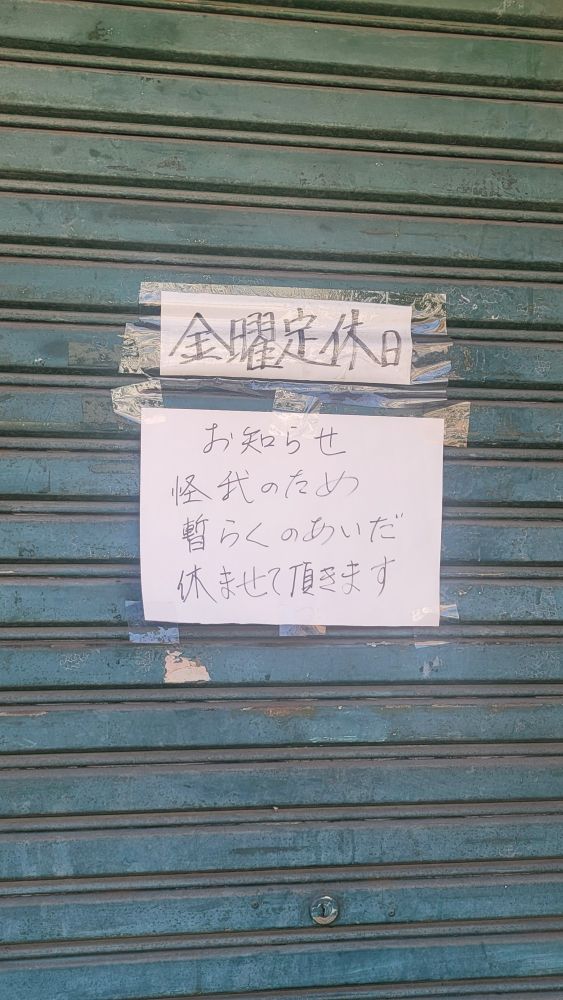 金曜定休日
お知らせ
怪我のため
暫らくのあいだ
休ませて頂きます